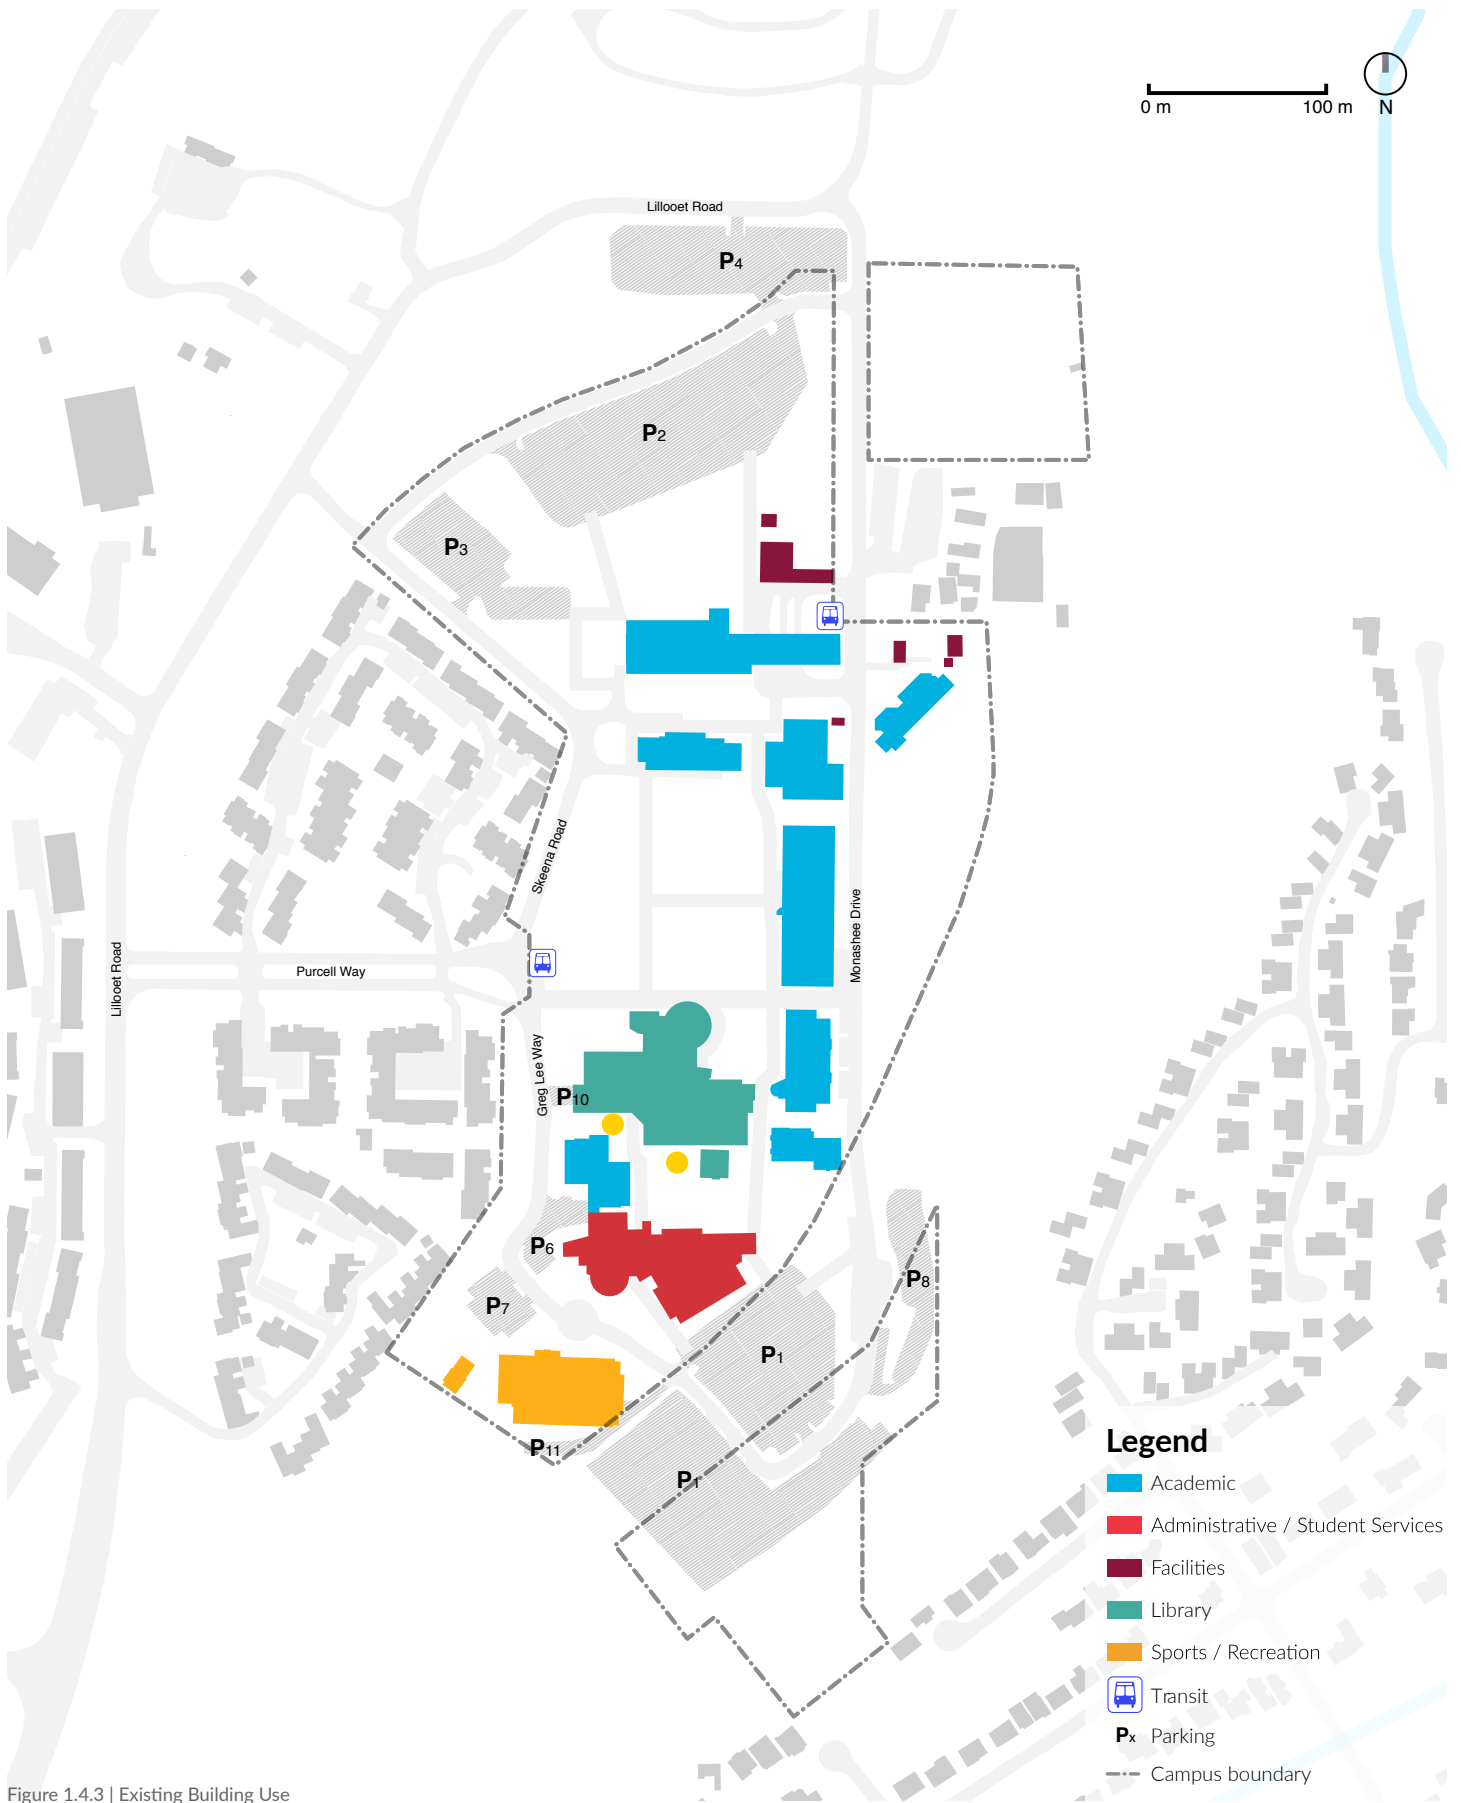 0 m
100 m
N
Lillooet Road
P4
P2
P3
Skeena Road
Monashee Drive
Lillooet Road
Purcell Way
Greg Lee Way
P10
P6
P8
P7
P1
P11
P1
Legend
Academic
Administrative / Student Services
Facilities
Library
Sports / Recreation
Transit
Px Parking
Campus boundary
Figure 1.4.3 | Existing Building Use